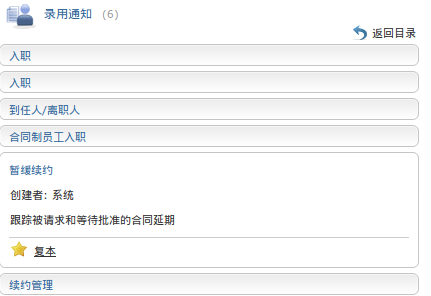 录用通知 (6)
返回目录
入职
入职
到任人/离职人
合同制员工入职
暂缓续约
创建者: 系统
跟踪被请求和等待批准的合同延期
复本
续约管理